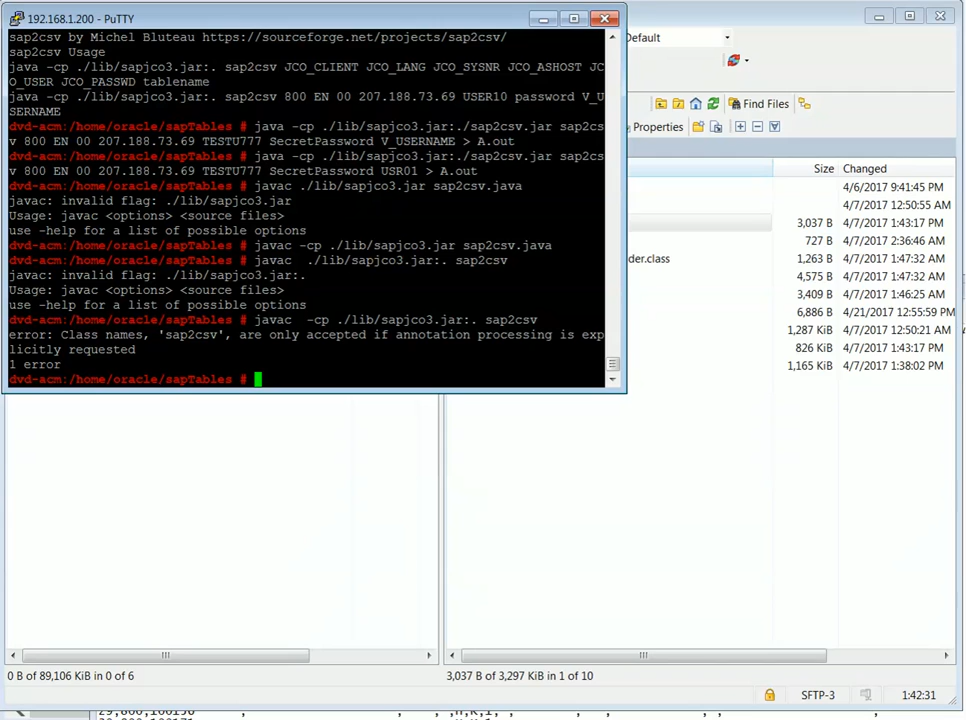 192.168.1.200 - PuTTY
sap2csv by Michel Bluteau https://sourceforge.net/projects/sap2csv/
sap2csv Usage
java -cp ./lib/sapjco3.jar:. sap2csv JCO_CLIENT JCO_LANG JCO_SYSNR JCO_ASHOST JC
O_USER JCO_PASSWD tablename
java -cp ./lib/sapjco3.jar:. sap2csv 800 EN 00 207.188.73.69 USER10 password V_U
SERNAME
dvd-acm:/home/oracle/sapTables # java -cp ./lib/sapjco3.jar:./sap2csv.jar sap2cs
v 800 EN 00 207.188.73.69 TESTU777 SecretPassword V_USERNAME > A.out
dvd-acm:/home/oracle/sapTables # java -cp ./lib/sapjco3.jar:./sap2csv.jar sap2cs
v 800 EN 00 207.188.73.69 TESTU777 SecretPassword USR01 > A.out
dvd-acm:/home/oracle/sapTables # javac ./lib/sapjco3.jar sap2csv.java
javac: invalid flag: ./lib/sapjco3.jar
Usage: javac <options> <source files>
use -help for a list of possible options
dvd-acm:/home/oracle/sapTables # javac -cp ./lib/sapjco3.jar sap2csv.java
dvd-acm:/home/oracle/sapTables # javac  ./lib/sapjco3.jar:. sap2csv
javac: invalid flag: ./lib/sapjco3.jar:.
Usage: javac <options> <source files>
use -help for a list of possible options
dvd-acm:/home/oracle/sapTables # javac  -cp ./lib/sapjco3.jar:. sap2csv
error: Class names, 'sap2csv', are only accepted if annotation processing is exp
licitly requested
1 error
dvd-acm:/home/oracle/sapTables #
Default
Find Files
Properties
Size Changed
4/6/2017 9:41:45 PM
4/7/2017 12:50:55 AM
3,037 B 4/7/2017 1:43:17 PM
727 B 4/7/2017 2:36:46 AM
der.class 1,263 B 4/7/2017 1:47:32 AM
4,575 B 4/7/2017 1:47:32 AM
3,409 B 4/7/2017 1:46:25 AM
6,886 B 4/21/2017 12:55:59 PM
1,287 KiB 4/7/2017 12:50:21 AM
826 KiB 4/7/2017 1:43:17 PM
1,165 KiB 4/7/2017 1:38:02 PM
0 B of 89,106 KiB in 0 of 6
3,037 B of 3,297 KiB in 1 of 10
SFTP-3 1:42:31